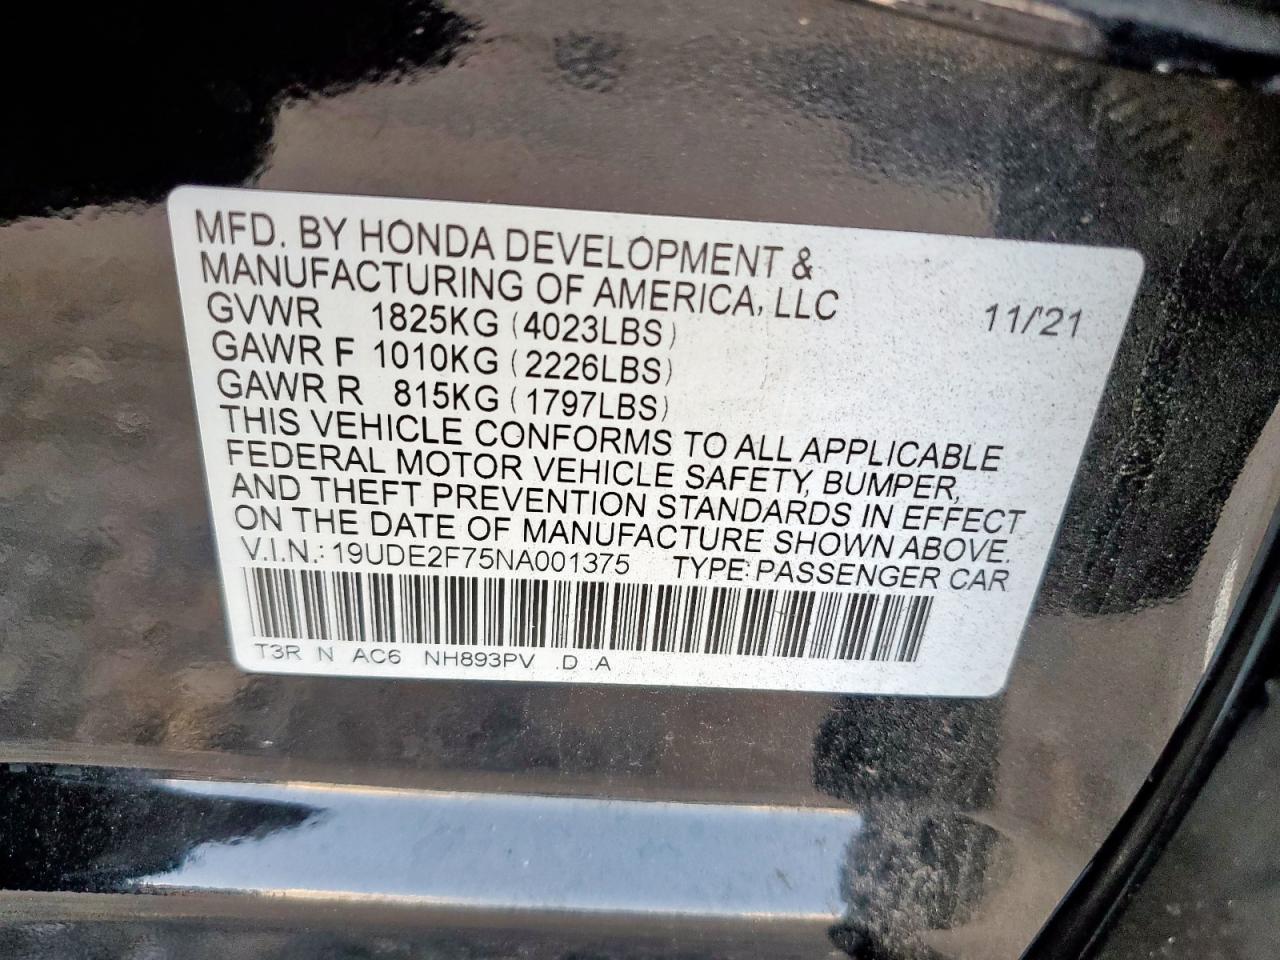 MFD. BY HONDA DEVELOPMENT &
MANUFACTURING OF AMERICA, LLC 11/'21
GVWR 1825KG (4023LBS)
GAWR F 1010KG (2226LBS)
GAWR R 815KG (1797LBS)
THIS VEHICLE CONFORMS TO ALL APPLICABLE
FEDERAL MOTOR VEHICLE SAFETY, BUMPER,
AND THEFT PREVENTION STANDARDS IN EFFECT
ON THE DATE OF MANUFACTURE SHOWN ABOVE.
V.I.N.: 19UDE2F75NA001375 TYPE: PASSENGER CAR
T3R N AC6 NH893PV .D .A